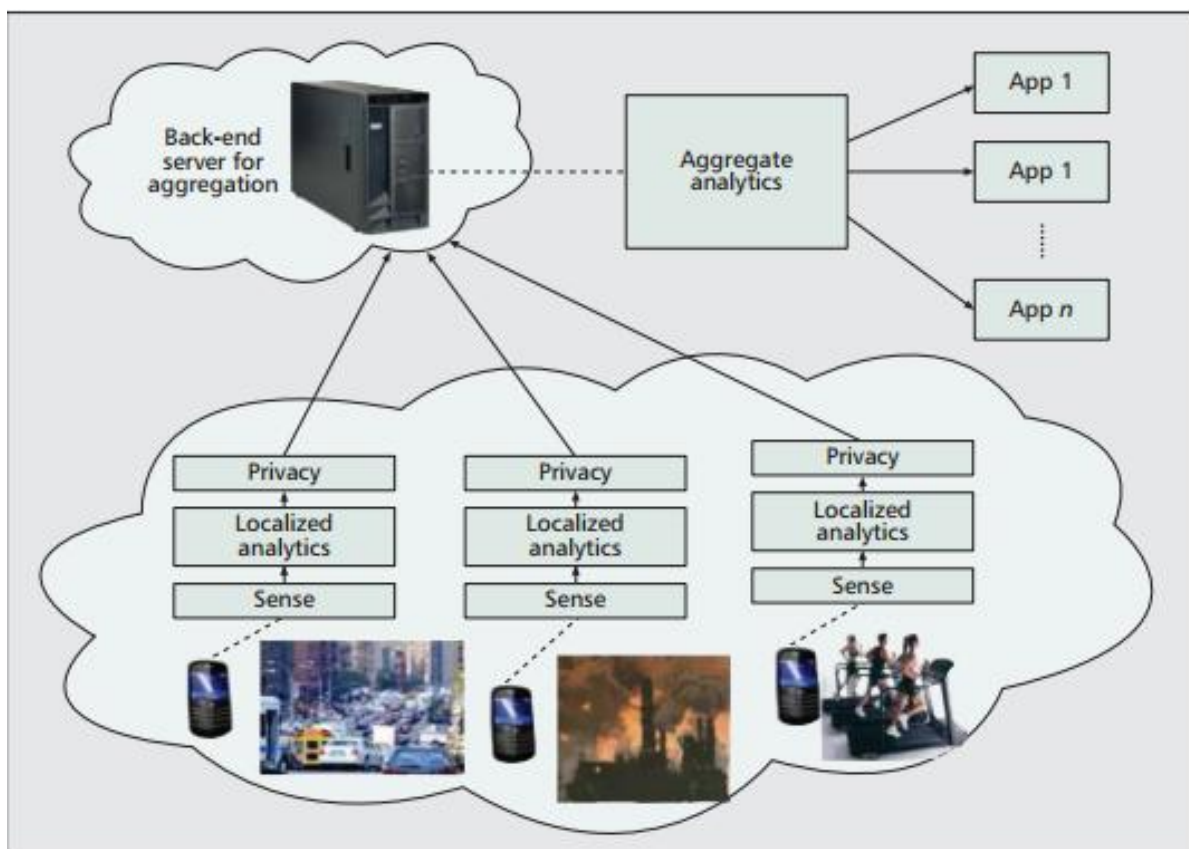 Back-end
server for
aggregation
Aggregate
analytics
App 1
App 1
App n
Privacy
Localized
analytics
Sense
Privacy
Localized
analytics
Sense
Privacy
Localized
analytics
Sense